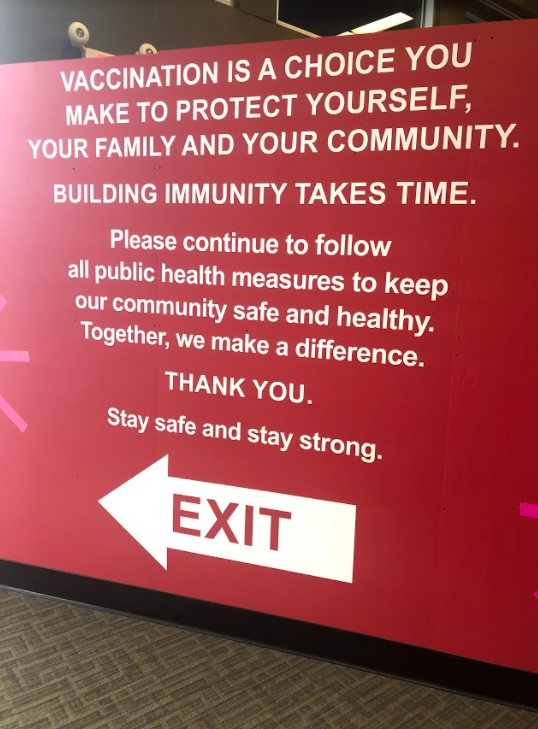 VACCINATION IS A CHOICE YOU
MAKE TO PROTECT YOURSELF,
YOUR FAMILY AND YOUR COMMUNITY.
BUILDING IMMUNITY TAKES TIME.
Please continue to follow
all public health measures to keep
our community safe and healthy.
Together, we make a difference.
THANK YOU.
Stay safe and stay strong.
EXIT